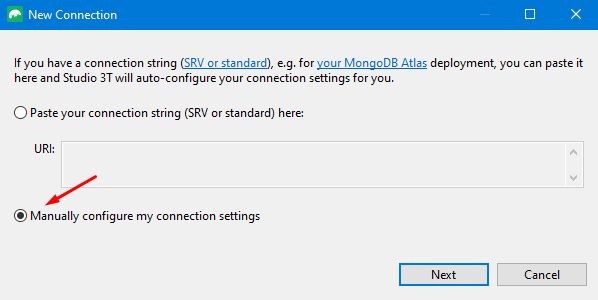 New Connection
If you have a connection string (SRV or standard), e.g. for your MongoDB Atlas deployment, you can paste it
here and Studio 3T will auto-configure your connection settings for you.
Paste your connection string (SRV or standard) here:
URI:
Manually configure my connection settings
Next Cancel